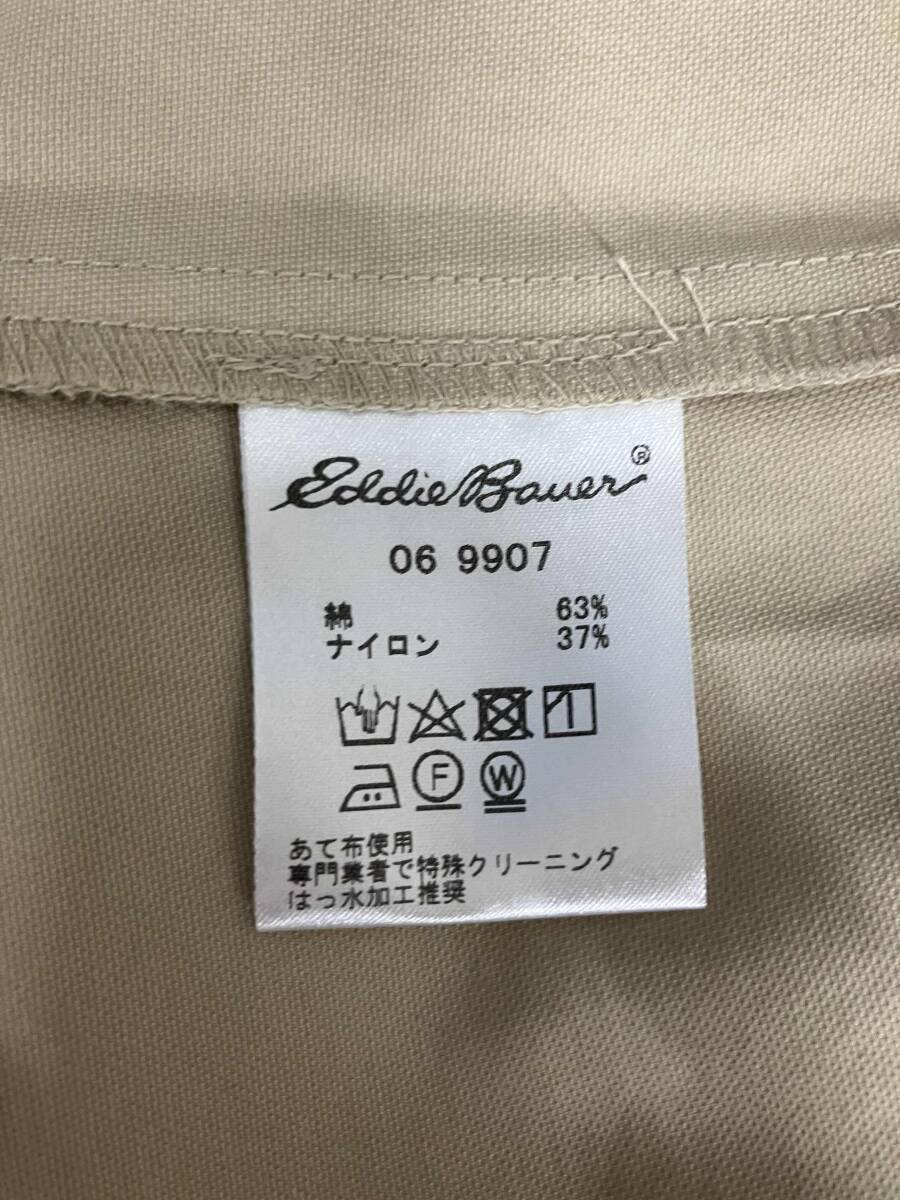 Eddie Bauer®
06 9907
綿 63%
ナイロン 37%
F W
あて布使用
専門業者で特殊クリーニング
はっ水加工推奨